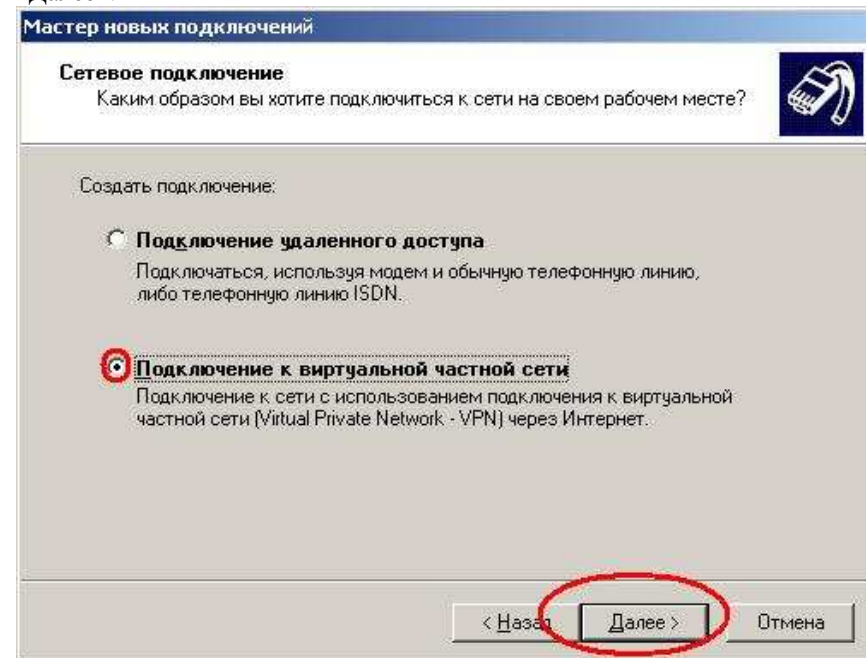 Мастер новых подключений
Сетевое подключение
Каким образом вы хотите подключиться к сети на своем рабочем месте?
Создать подключение:
Подключение удаленного доступа
Подключаться, используя модем и обычную телефонную линию,
либо телефонную линию ISDN.
Подключение к виртуальной частной сети
Подключение к сети с использованием подключения к виртуальной
частной сети (Virtual Private Network - VPN) через Интернет.
< Назад Далее > Отмена